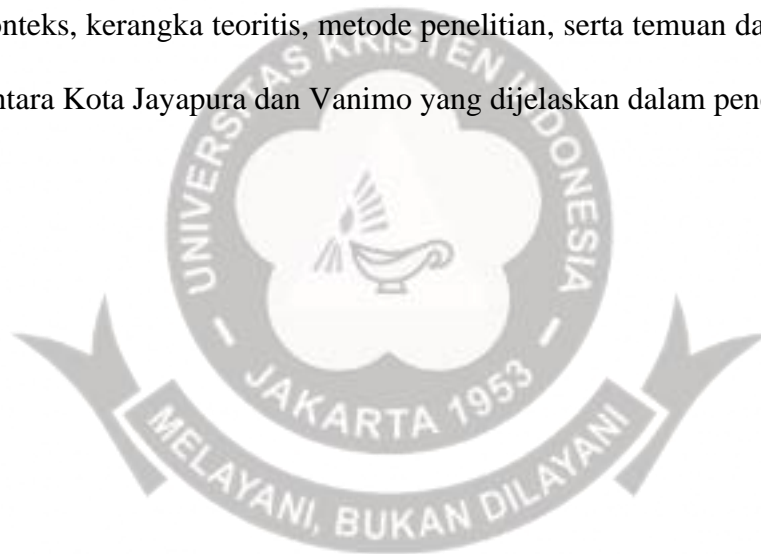 onteks, kerangka teoritis, metode penelitian, serta temuan da
ntara Kota Jayapura dan Vanimo yang dijelaskan dalam pene
UNIVERSITAS KRISTEN INDONESIA
JAKARTA 1953
MELAYANI, BUKAN DILAYANI